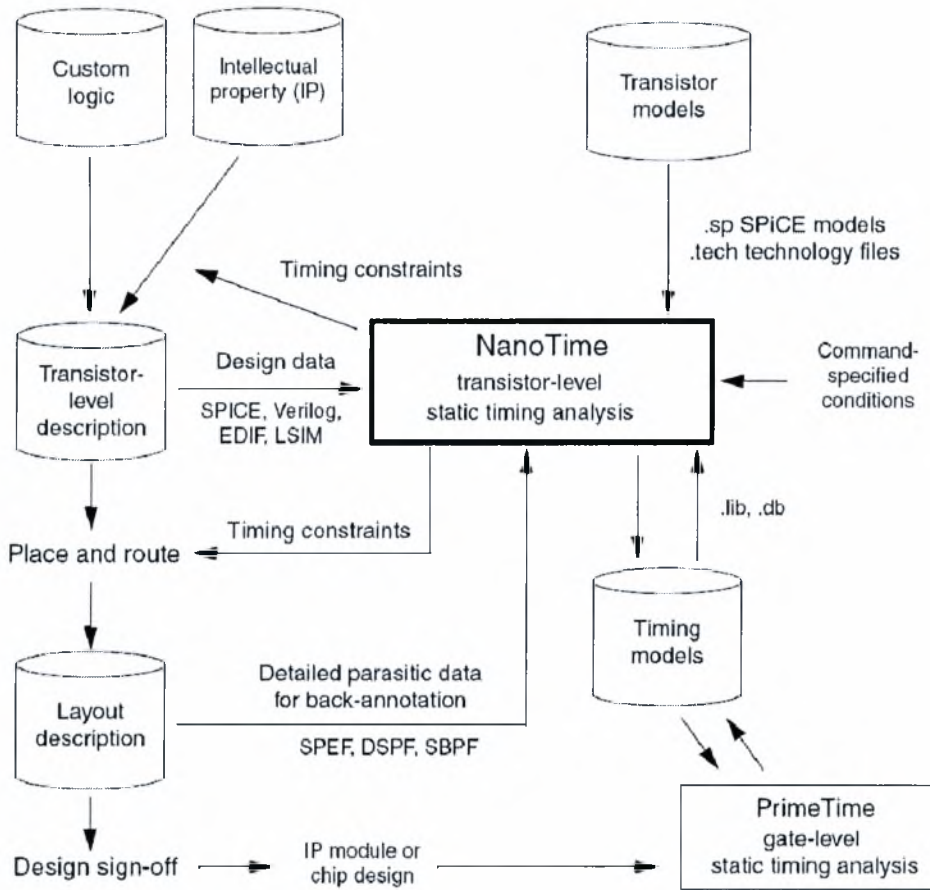 Custom
logic
Intellectual
property (IP)
Transistor
models
.sp SPiCE models
.tech technology files
Timing constraints
Transistor-
level
description
Design data
SPICE, Verilog,
EDIF, LSIM
NanoTime
transistor-level
static timing analysis
Command-
specified
conditions
Timing constraints
.lib, .db
Place and route
Timing
models
Layout
description
Detailed parasitic data
for back-annotation
SPEF, DSPF, SBPF
PrimeTime
gate-level
static timing analysis
Design sign-off
IP module or
chip design